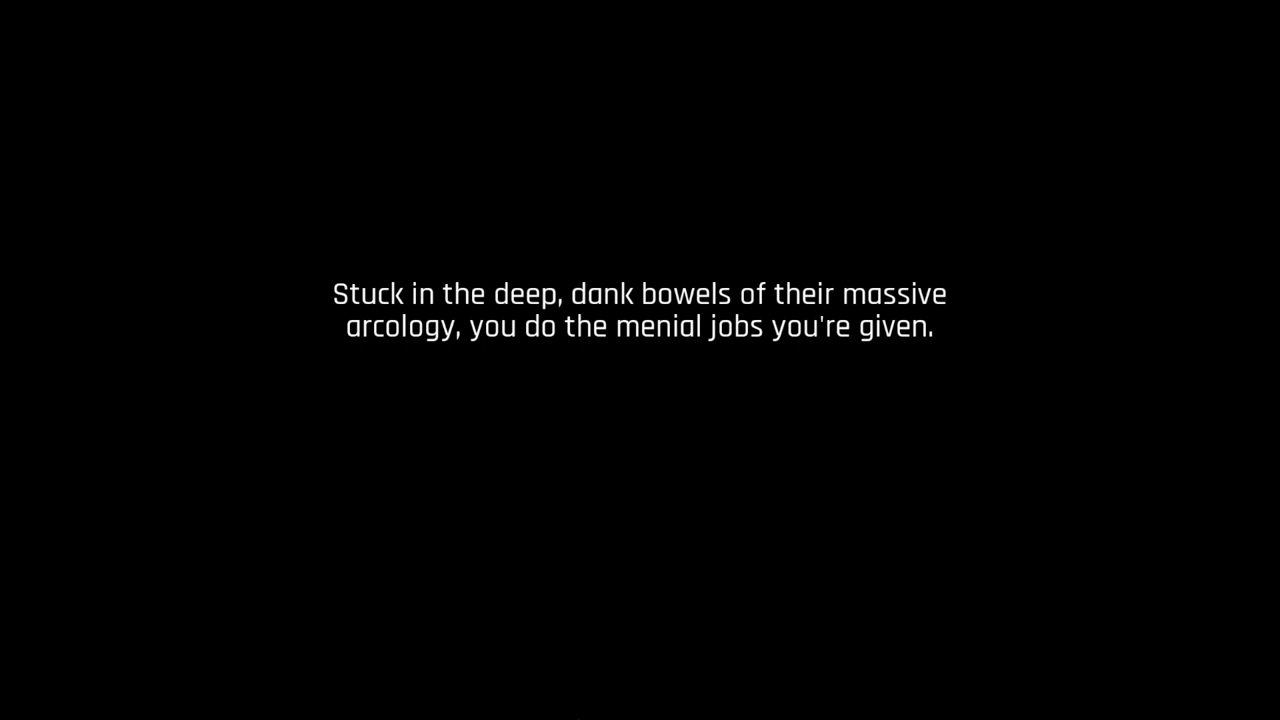 Stuck in the deep, dank bowels of their massive
arcology, you do the menial jobs you're given.